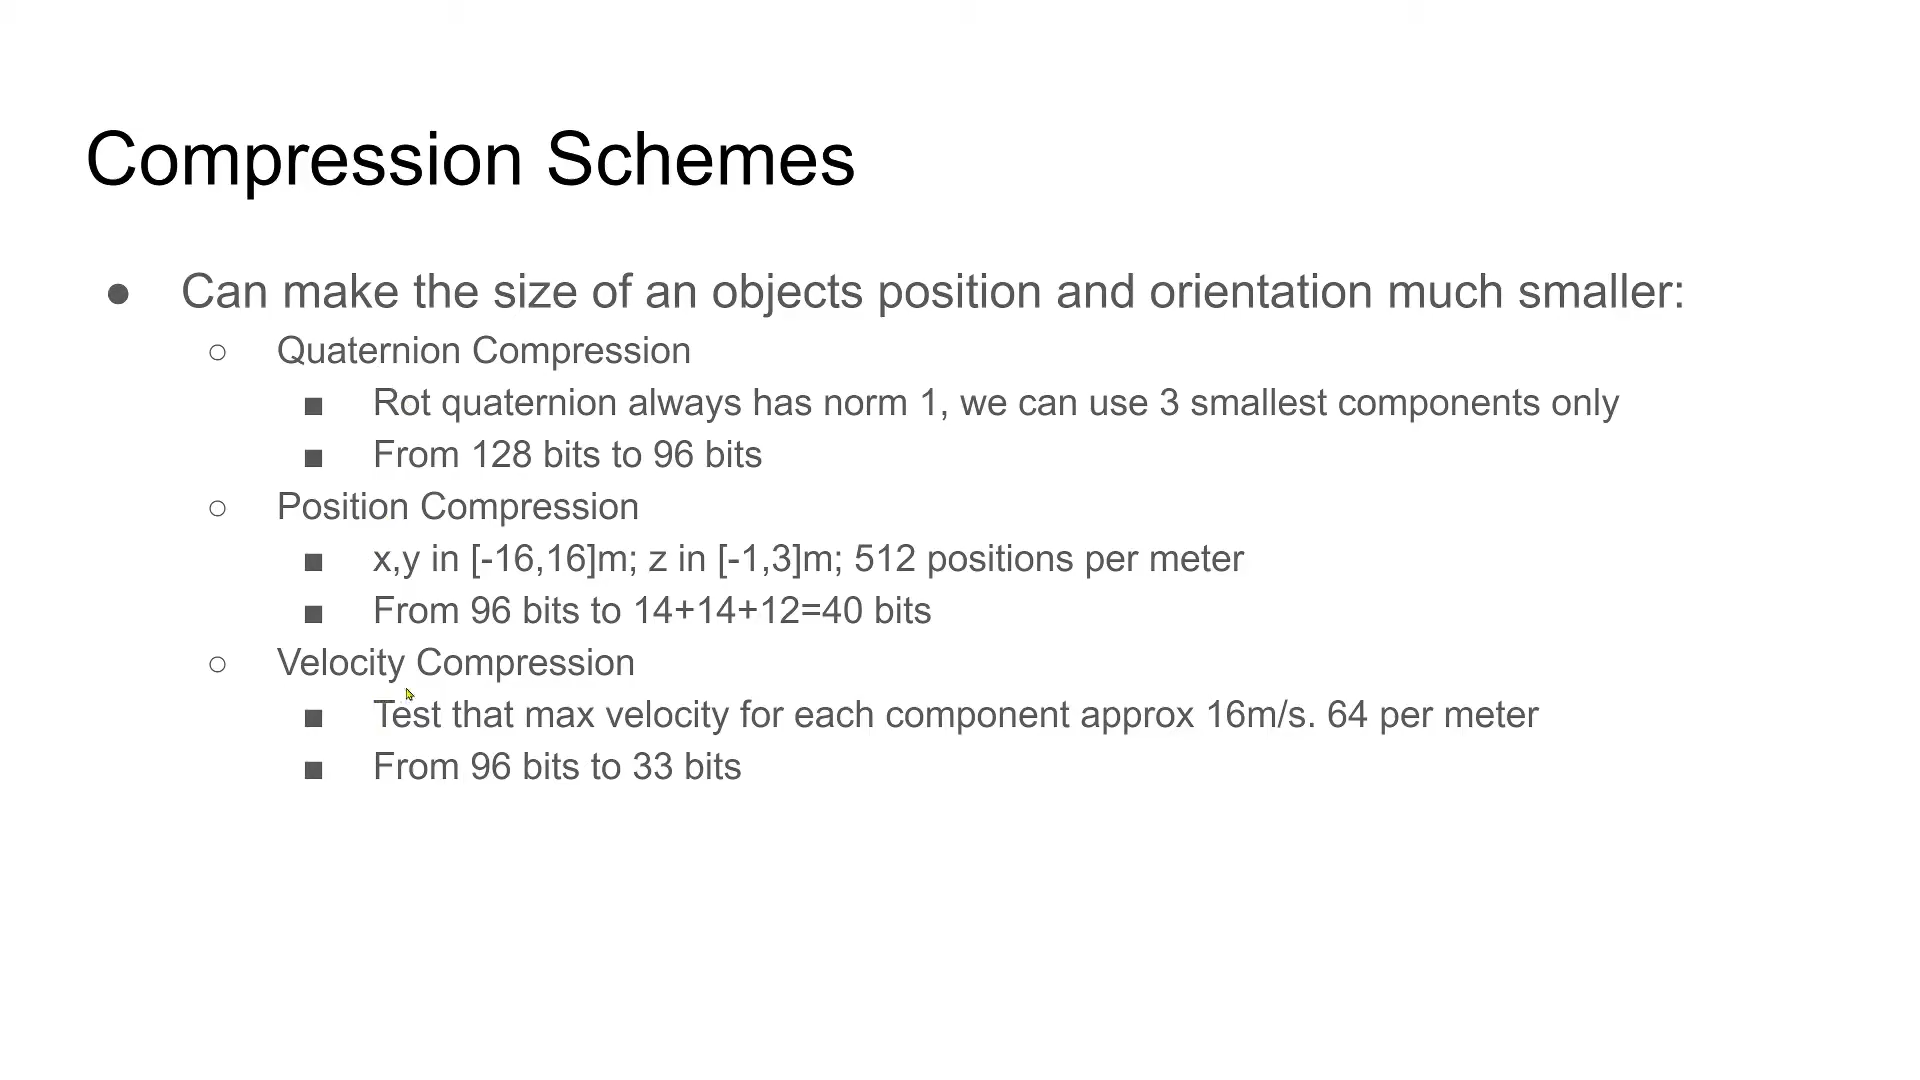 Compression Schemes
● Can make the size of an objects position and orientation much smaller:
○ Quaternion Compression
■ Rot quaternion always has norm 1, we can use 3 smallest components only
■ From 128 bits to 96 bits
○ Position Compression
■ x,y in [-16,16]m; z in [-1,3]m; 512 positions per meter
■ From 96 bits to 14+14+12=40 bits
○ Velocity Compression
■ Test that max velocity for each component approx 16m/s. 64 per meter
■ From 96 bits to 33 bits